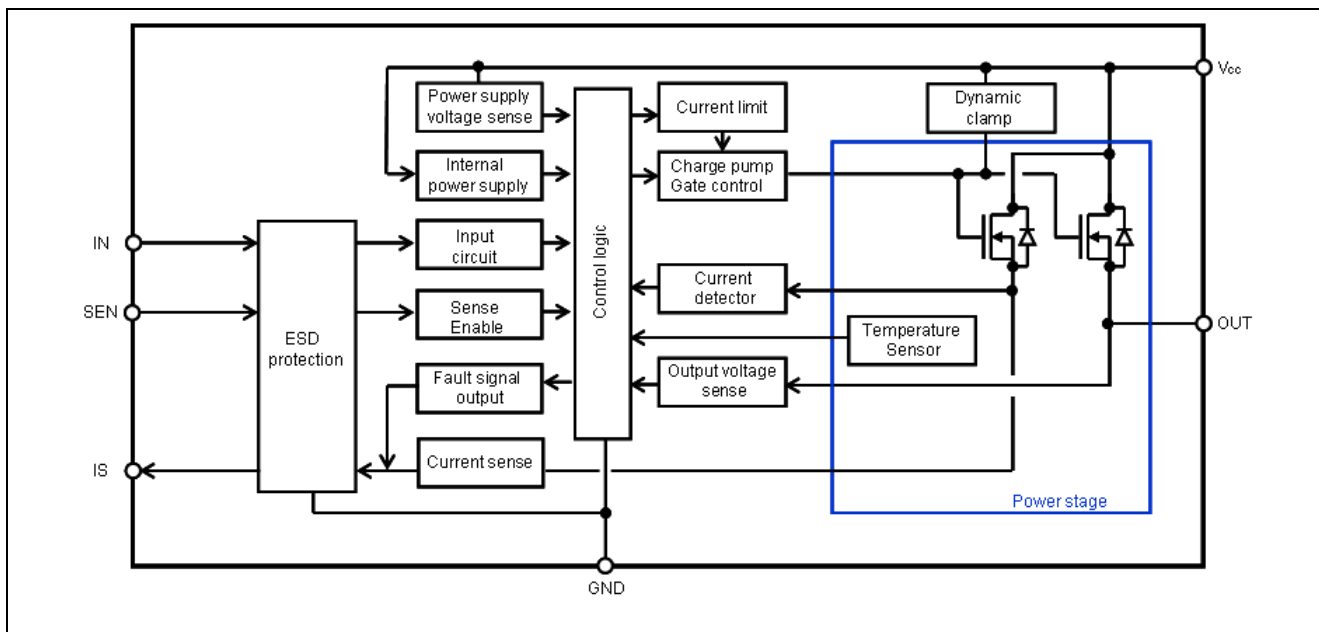 Vcc
Power supply
voltage sense
Current limit
Dynamic
clamp
Internal
power supply
Charge pump
Gate control
IN
Input
circuit
Control logic
Current
detector
SEN
Sense
Enable
OUT
ESD
protection
Temperature
Sensor
Fault signal
output
Output voltage
sense
IS
Current sense
Power stage
GND